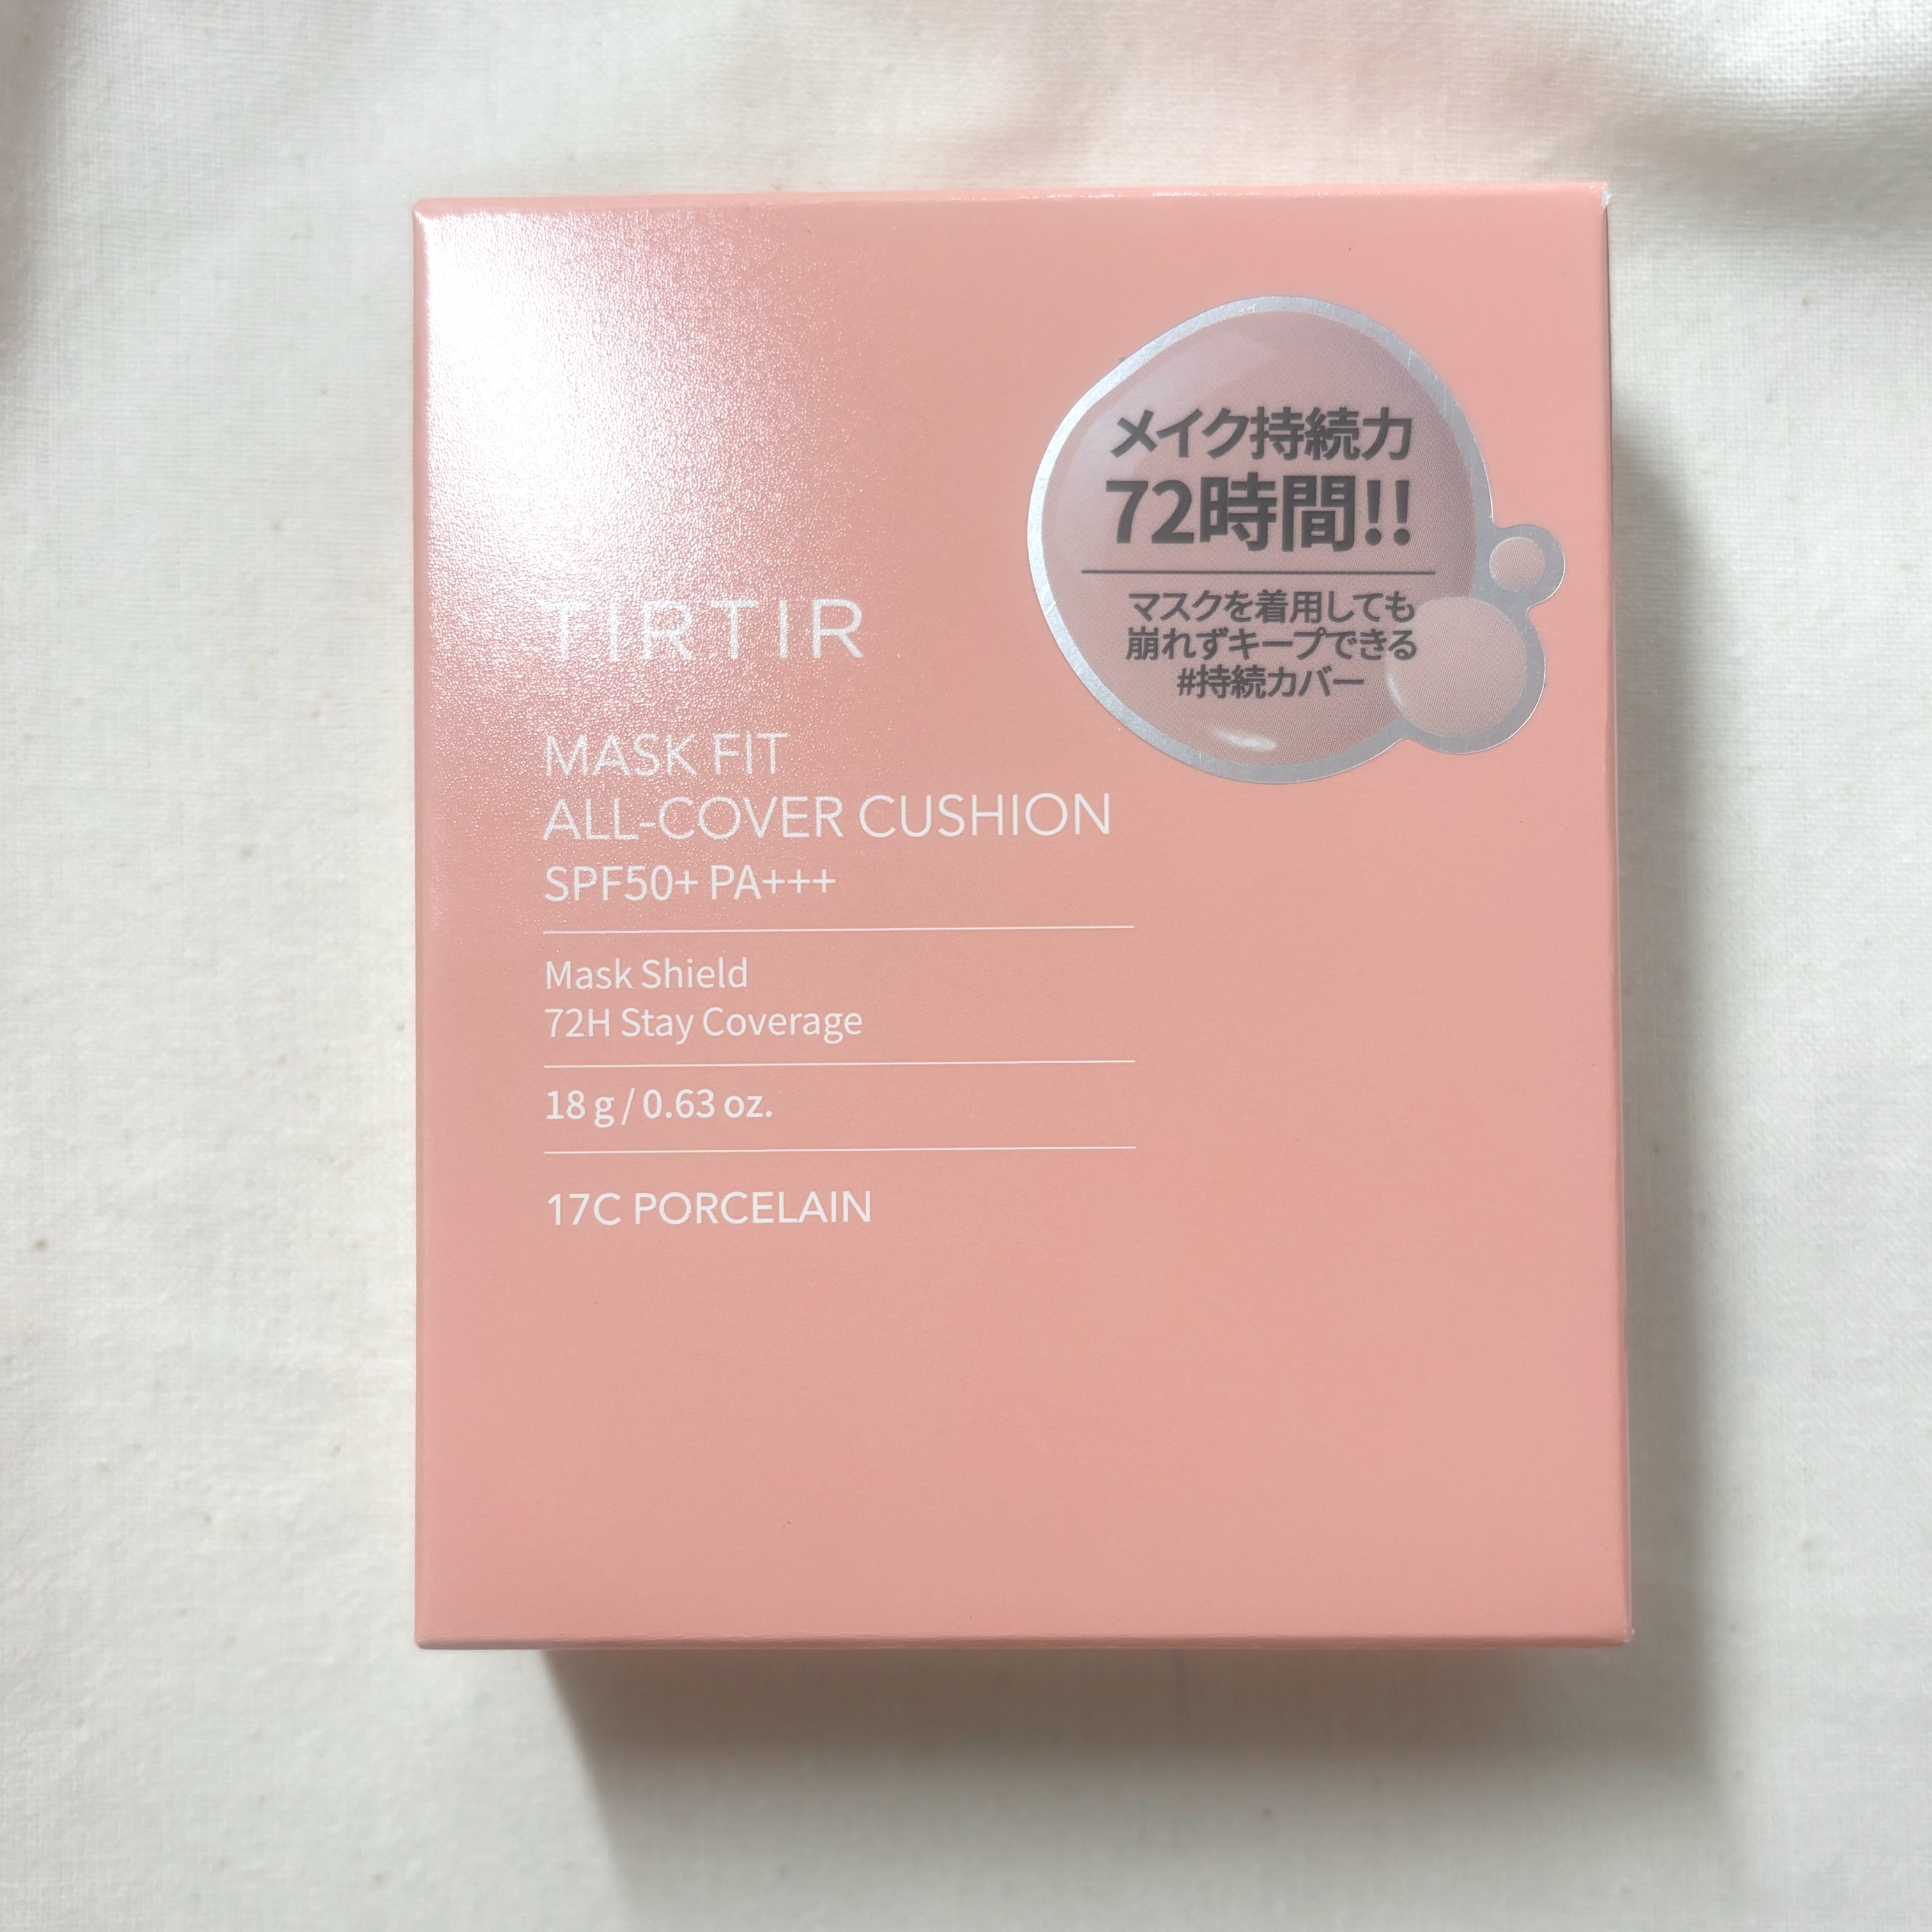 メイク持続力
72時間!!
マスクを着用しても
崩れずキープできる
#持続カバー
TIRTIR
MASK FIT
ALL-COVER CUSHION
SPF50+ PA+++
Mask Shield
72H Stay Coverage
18 g / 0.63 oz.
17C PORCELAIN